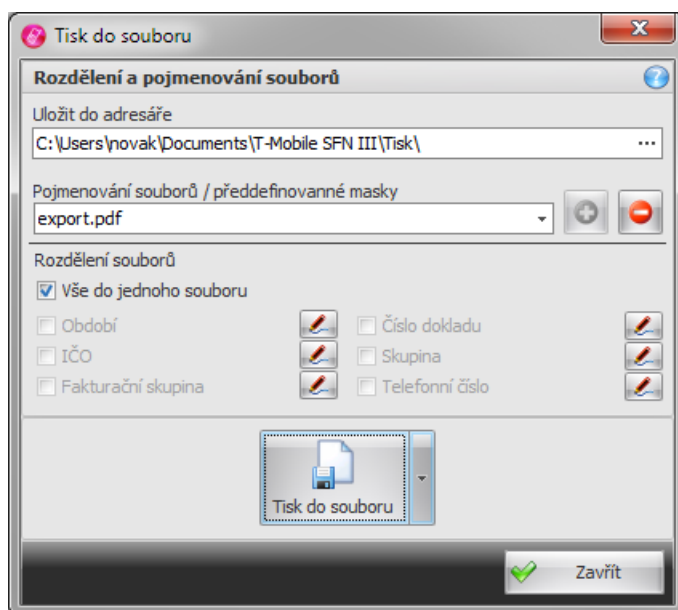 Tisk do souboru
Rozdělení a pojmenování souborů
Uložit do adresáře
C:\Users\novak\Documents\T-Mobile SFN III\Tisk\
Pojmenování souborů / předdefinovanné masky
export.pdf
Rozdělení souborů
Vše do jednoho souboru
Období
Číslo dokladu
IČO
Skupina
Fakturační skupina
Telefonní číslo
Tisk do souboru
Zavřít